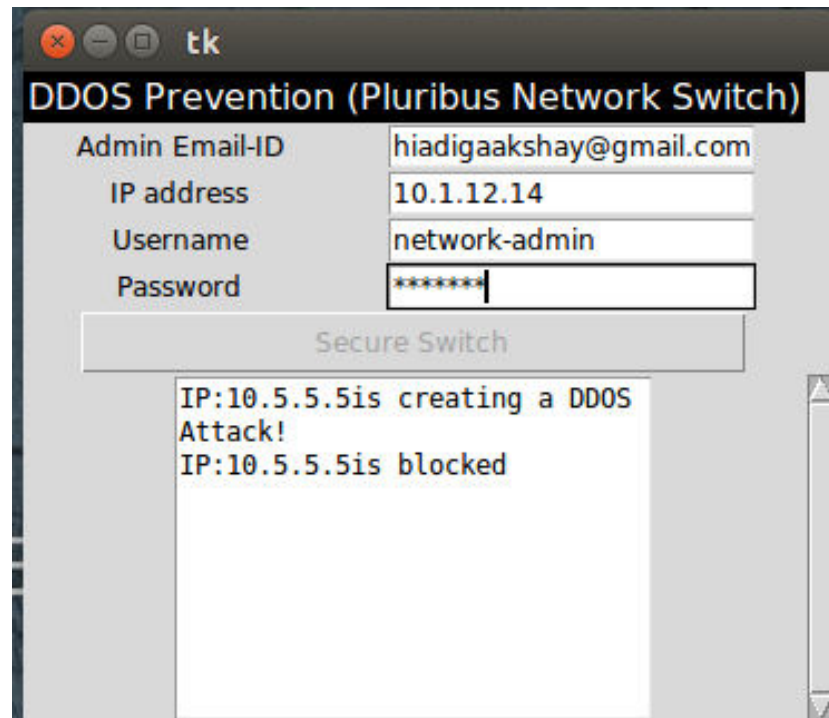 tk
DDOS Prevention (Pluribus Network Switch)
Admin Email-ID hiadigaakshay@gmail.com
IP address 10.1.12.14
Username network-admin
Password *******
Secure Switch
IP:10.5.5.5is creating a DDOS
Attack!
IP:10.5.5.5is blocked